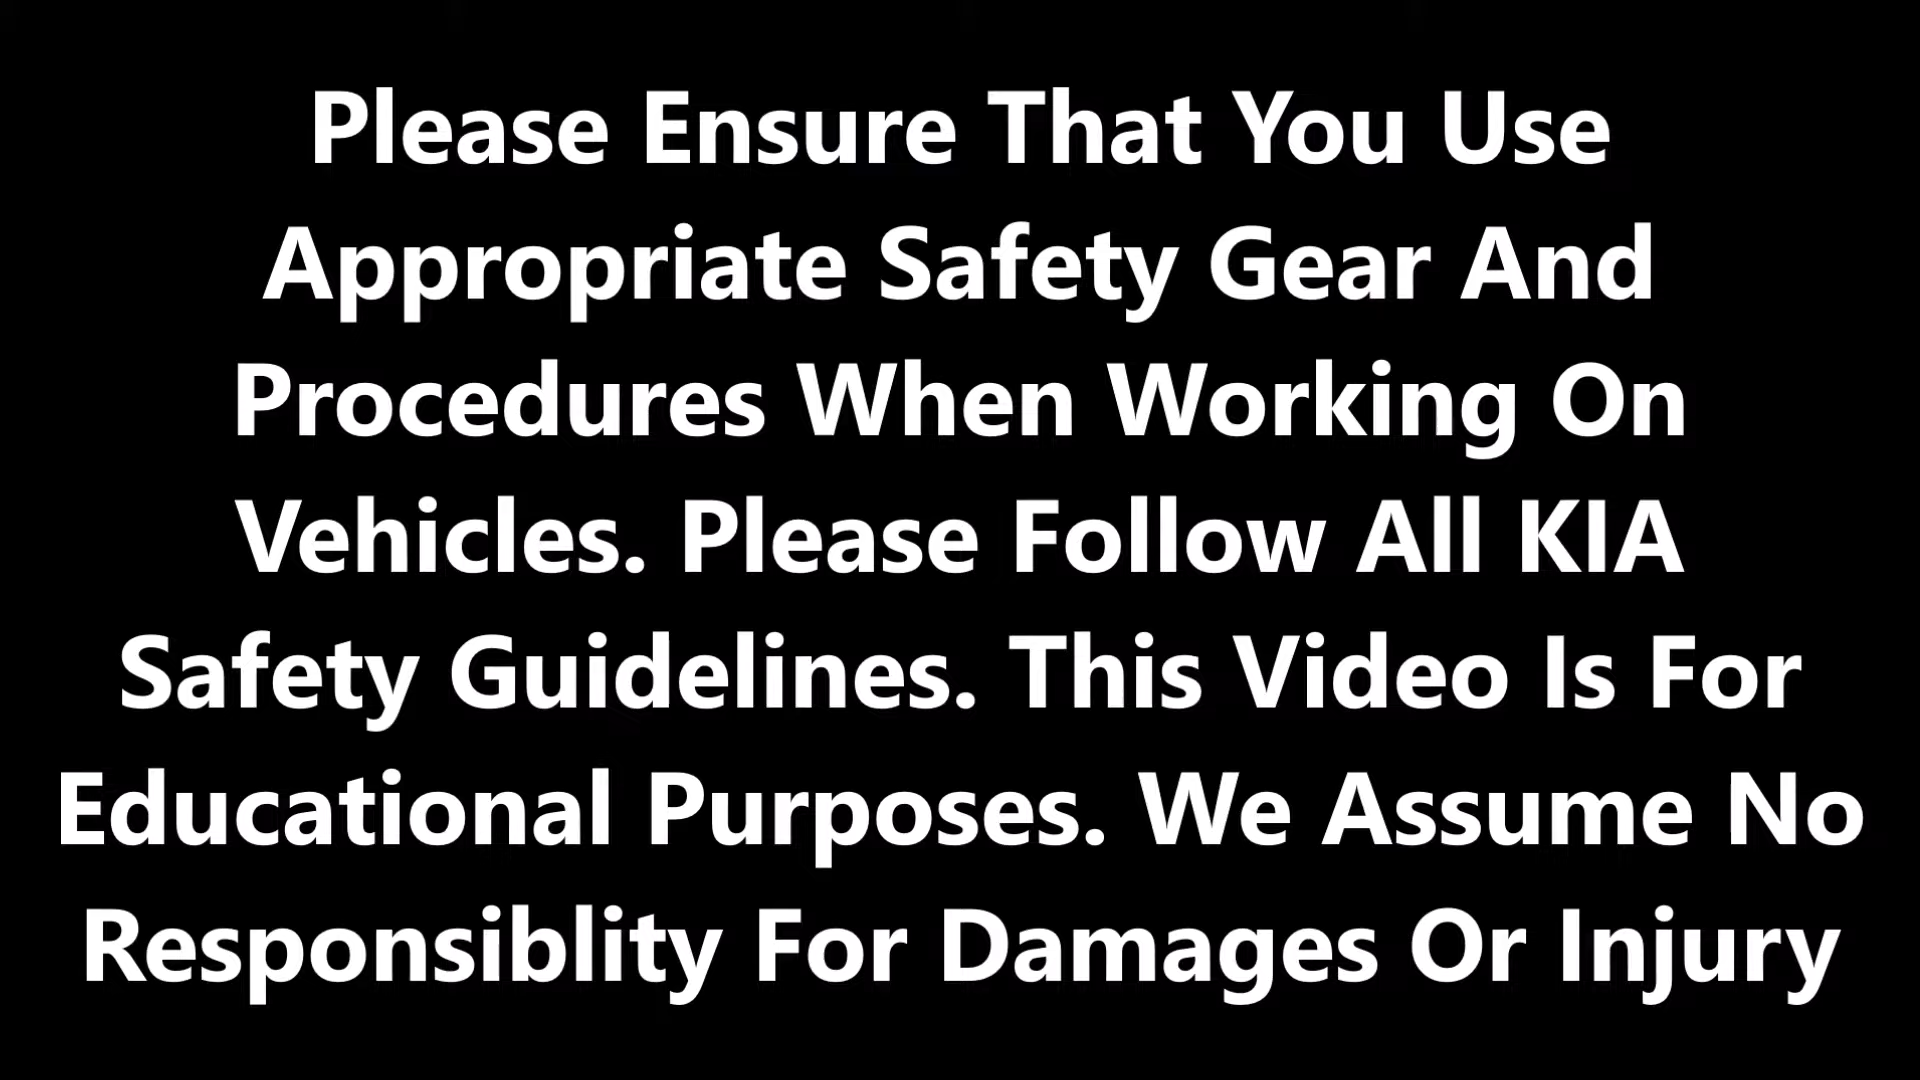 Please Ensure That You Use
Appropriate Safety Gear And
Procedures When Working On
Vehicles. Please Follow All KIA
Safety Guidelines. This Video Is For
Educational Purposes. We Assume No
Responsiblity For Damages Or Injury